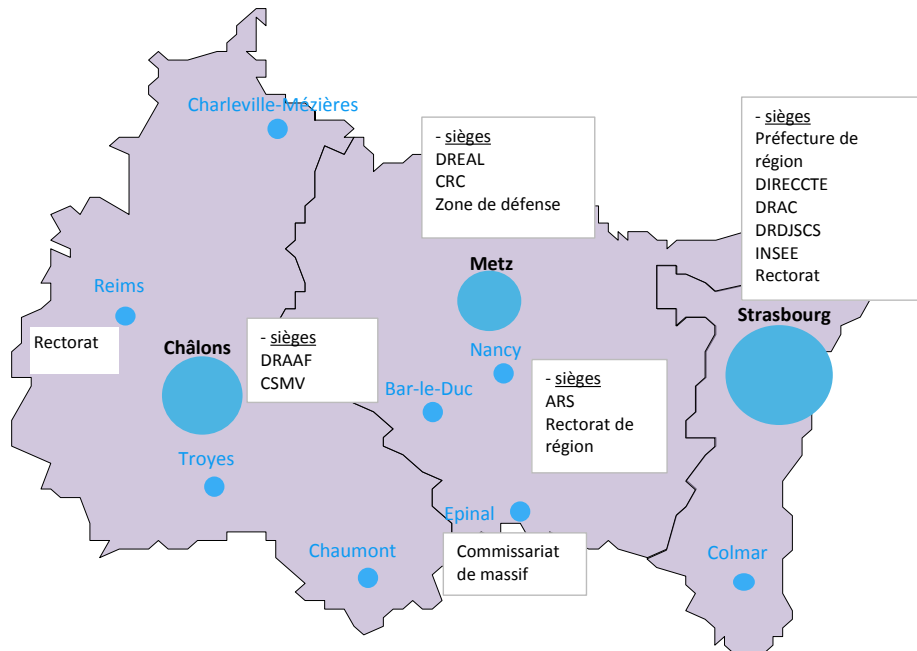 Charleville-Mézières
- sièges
DREAL
CRC
Zone de défense
- sièges
Préfecture de
région
DIRECCTE
DRAC
DRDJSCS
INSEE
Rectorat
Metz
Reims
Rectorat
Châlons
- sièges
DRAAF
CSMV
Strasbourg
Nancy
Bar-le-Duc
- sièges
ARS
Rectorat de
région
Troyes
Epinal
Commissariat
de massif
Chaumont
Colmar